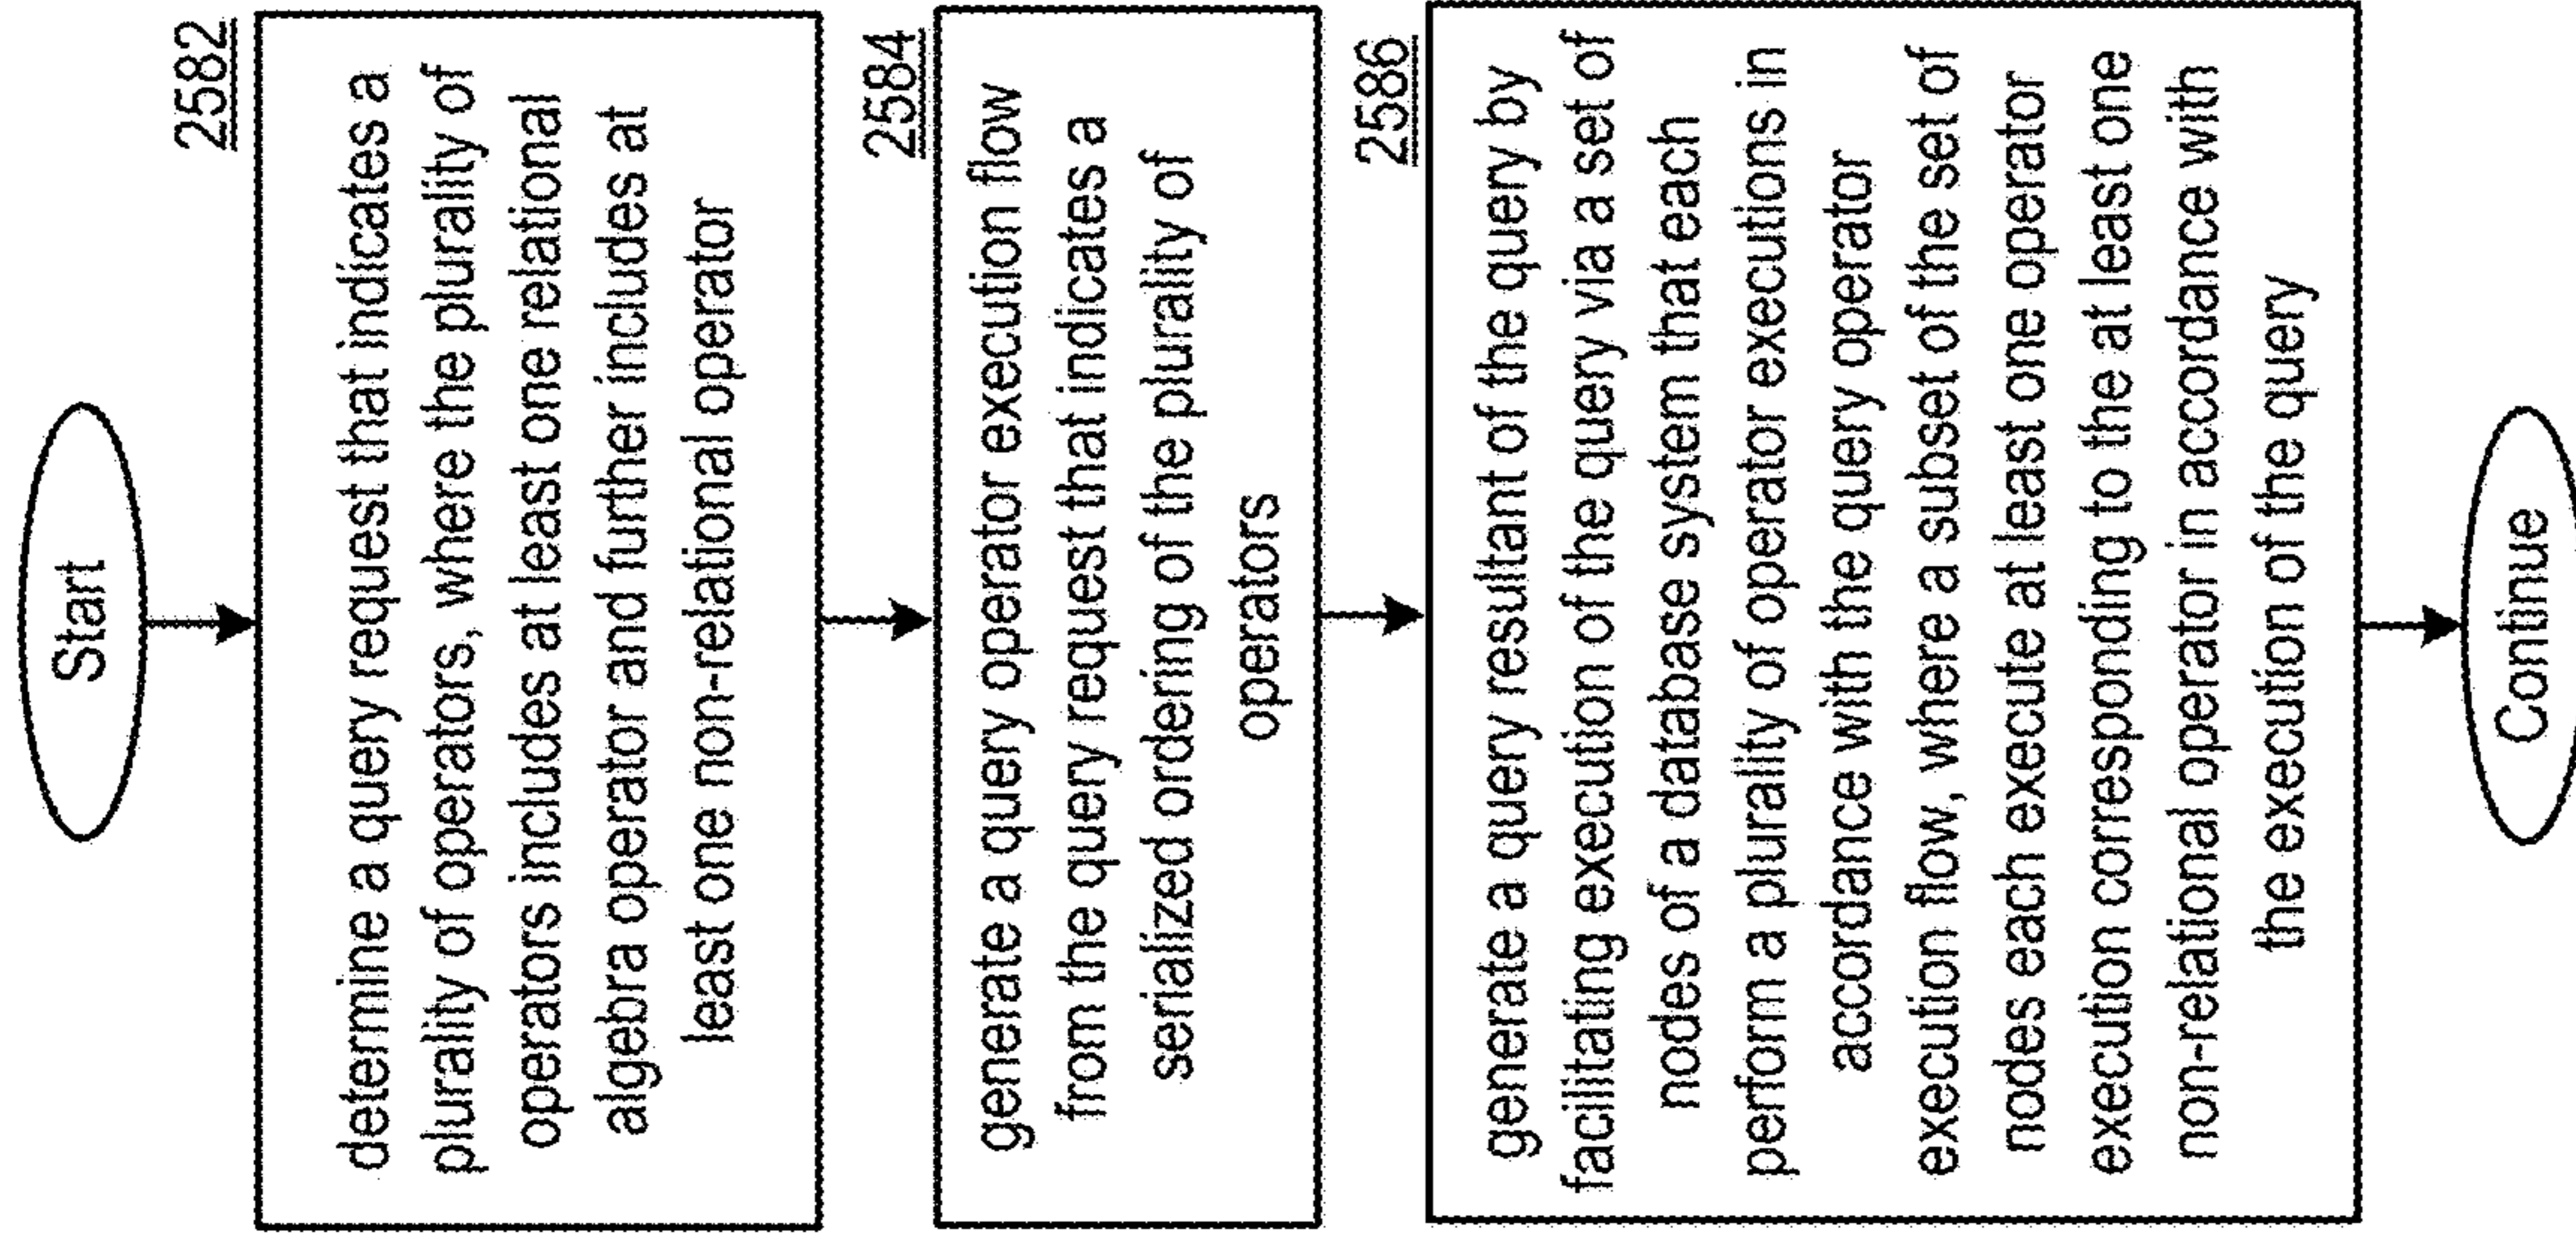 Start
2582
determine a query request that indicates a
plurality of operators, where the plurality of
operators includes at least one relational
algebra operator and further includes at
least one non-relational operator
2584
generate a query operator execution flow
from the query request that indicates a
serialized ordering of the plurality of
operators
2586
generate a query resultant of the query by
facilitating execution of the query via a set of
nodes of a database system that each
perform a plurality of operator executions in
accordance with the query operator
execution flow, where a subset of the set of
nodes each execute at least one operator
execution corresponding to the at least one
non-relational operator in accordance with
the execution of the query
Continue